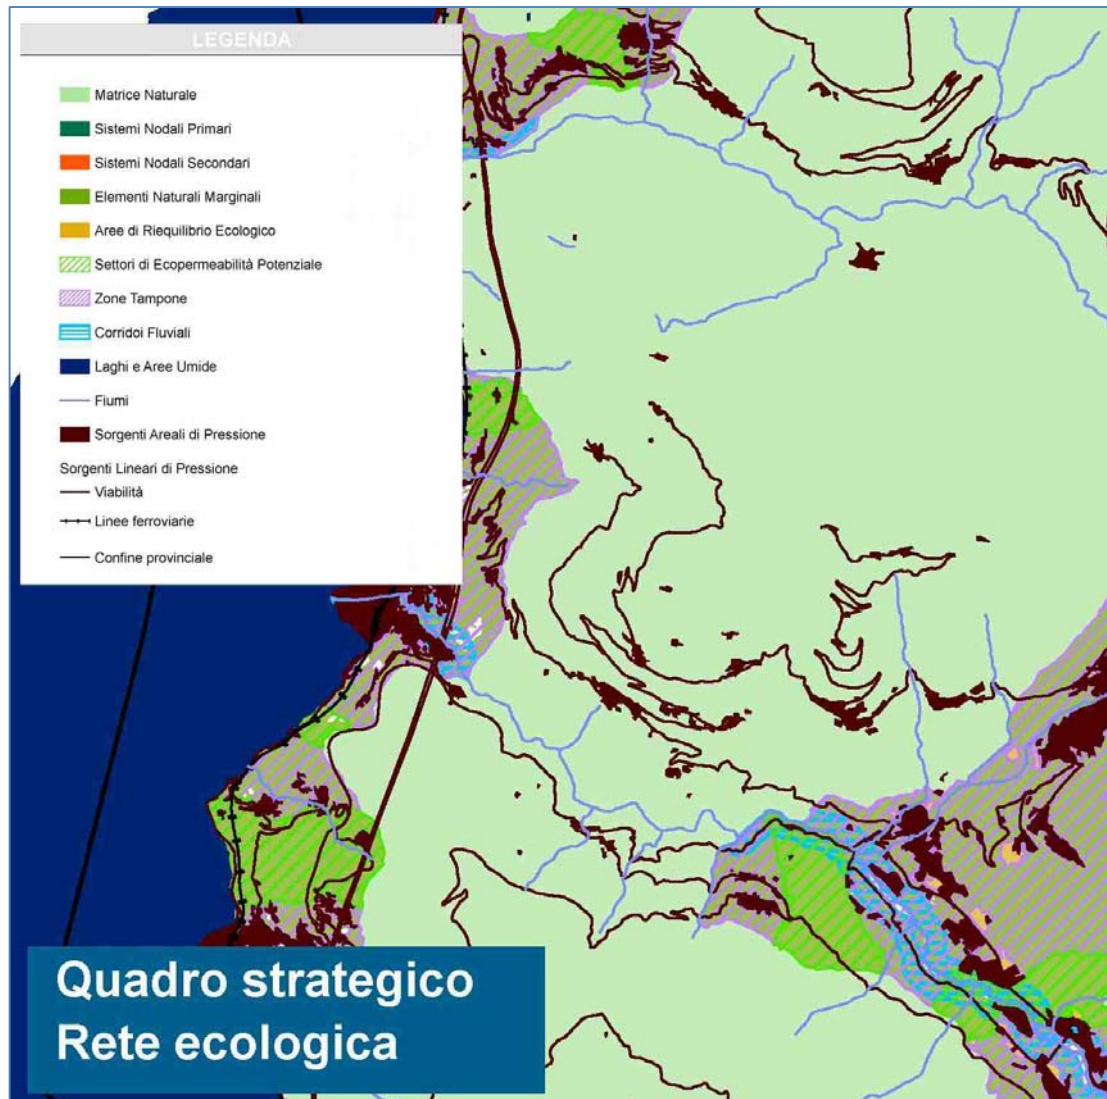 LEGENDA
Matrice Naturale
Sistemi Nodali Primari
Sistemi Nodali Secondari
Elementi Naturali Marginali
Aree di Riequilibrio Ecologico
Settori di Ecopermeabilità Potenziale
Zone Tampone
Corridoi Fluviali
Laghi e Aree Umide
Fiumi
Sorgenti Areali di Pressione
Sorgenti Lineari di Pressione
Viabilità
Linee ferroviarie
Confine provinciale
Quadro strategico
Rete ecologica